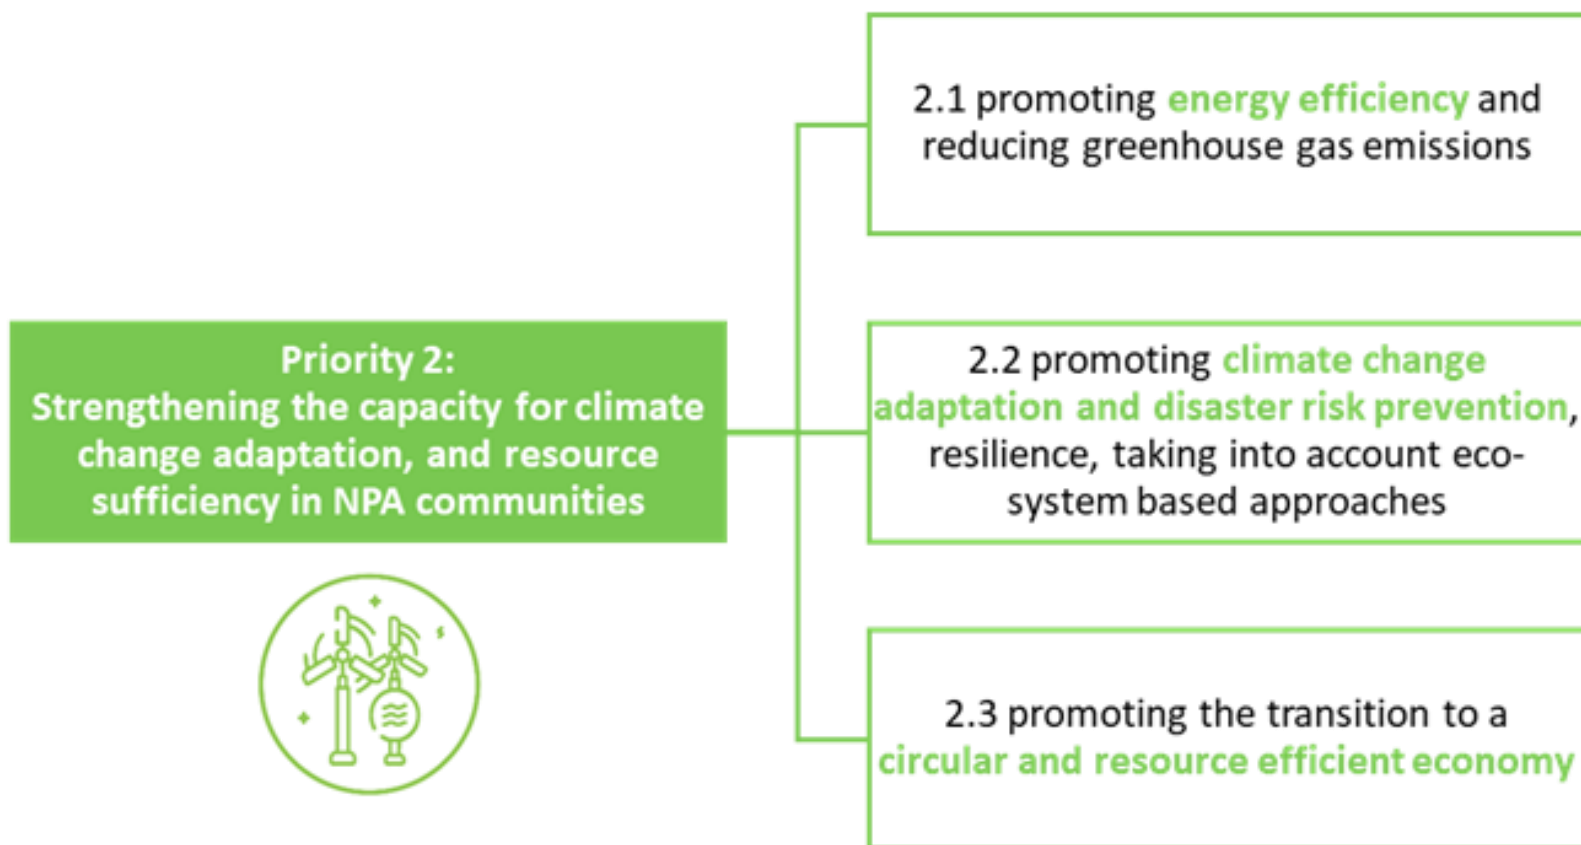 2.1 promoting energy efficiency and
reducing greenhouse gas emissions
Priority 2:
Strengthening the capacity for climate
change adaptation, and resource
sufficiency in NPA communities
2.2 promoting climate change
adaptation and disaster risk prevention,
resilience, taking into account eco-
system based approaches
2.3 promoting the transition to a
circular and resource efficient economy